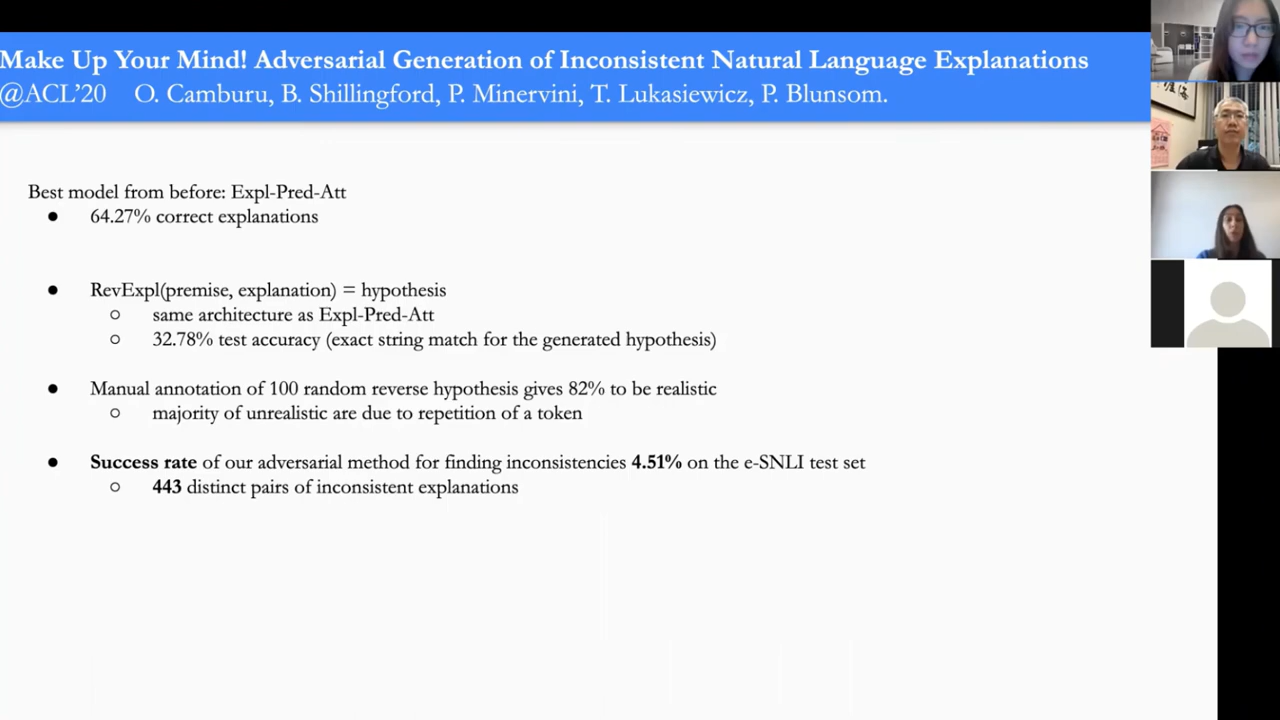 Make Up Your Mind! Adversarial Generation of Inconsistent Natural Language Explanations
@ACL'20 O. Camburu, B. Shillingford, P. Minervini, T. Lukasiewicz, P. Blunsom.
Best model from before: Expl-Pred-Att
● 64.27% correct explanations
● RevExpl(premise, explanation) = hypothesis
○ same architecture as Expl-Pred-Att
○ 32.78% test accuracy (exact string match for the generated hypothesis)
● Manual annotation of 100 random reverse hypothesis gives 82% to be realistic
○ majority of unrealistic are due to repetition of a token
● Success rate of our adversarial method for finding inconsistencies 4.51% on the e-SNLI test set
○ 443 distinct pairs of inconsistent explanations